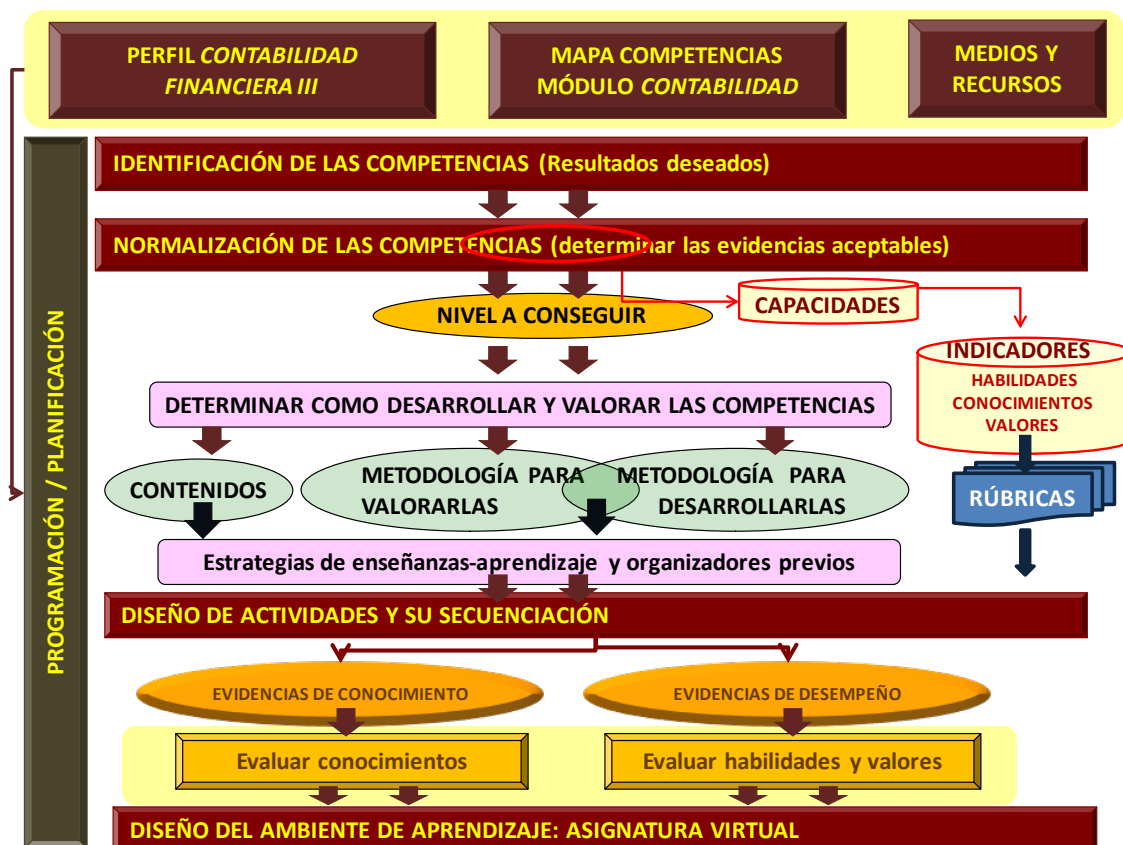 PERFIL CONTABILIDAD
FINANCIERA III
MAPA COMPETENCIAS
MÓDULO CONTABILIDAD
MEDIOS Y
RECURSOS
PROGRAMACIÓN / PLANIFICACIÓN
IDENTIFICACIÓN DE LAS COMPETENCIAS (Resultados deseados)
NORMALIZACIÓN DE LAS COMPETENCIAS (determinar las evidencias aceptables)
NIVEL A CONSEGUIR
CAPACIDADES
INDICADORES
HABILIDADES
CONOCIMIENTOS
VALORES
RÚBRICAS
DETERMINAR COMO DESARROLLAR Y VALORAR LAS COMPETENCIAS
CONTENIDOS
METODOLOGÍA PARA
VALORARLAS
METODOLOGÍA PARA
DESARROLLARLAS
Estrategias de enseñanzas-aprendizaje y organizadores previos
DISEÑO DE ACTIVIDADES Y SU SECUENCIACIÓN
EVIDENCIAS DE CONOCIMIENTO
EVIDENCIAS DE DESEMPEÑO
Evaluar conocimientos
Evaluar habilidades y valores
DISEÑO DEL AMBIENTE DE APRENDIZAJE: ASIGNATURA VIRTUAL